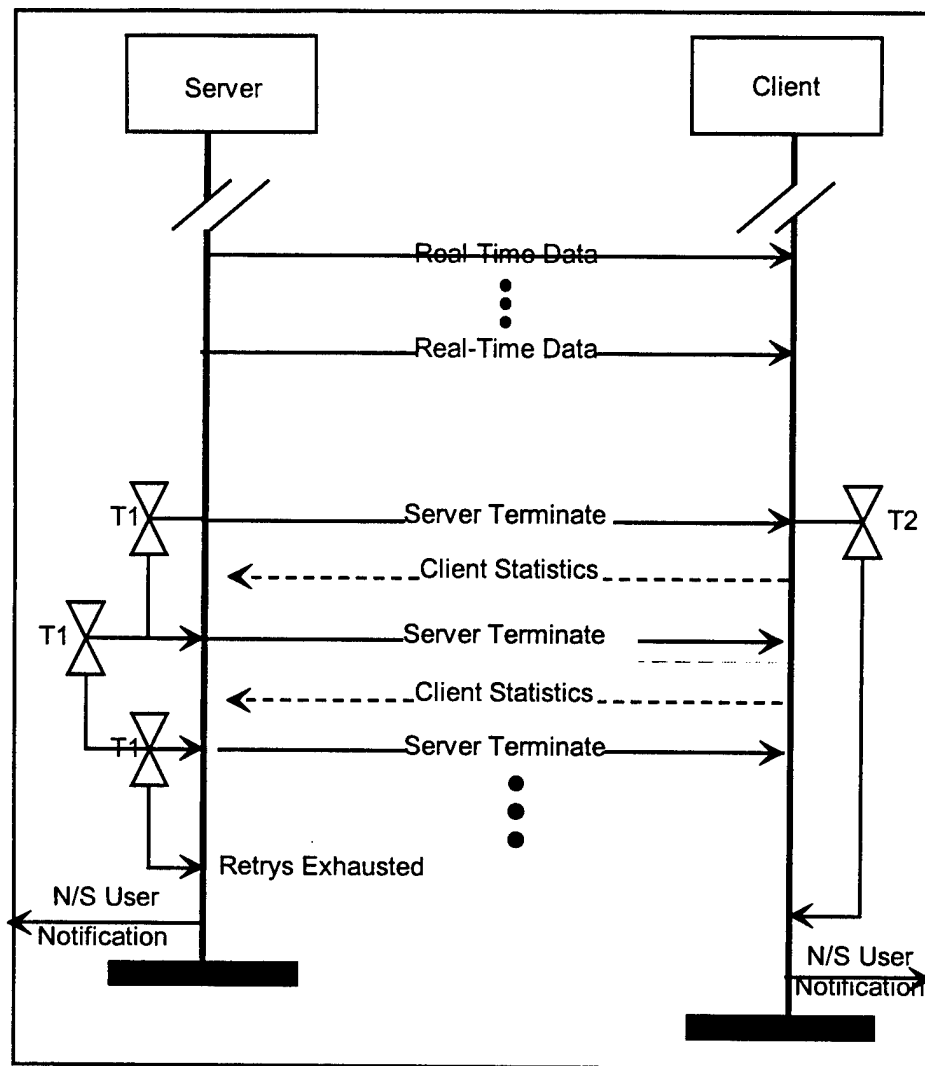 Server
Client
Real-Time Data
Real-Time Data
T1
Server Terminate
T2
Client Statistics
T1
Server Terminate
Client Statistics
T1
Server Terminate
Retrys Exhausted
N/S User
Notification
N/S User
Notification